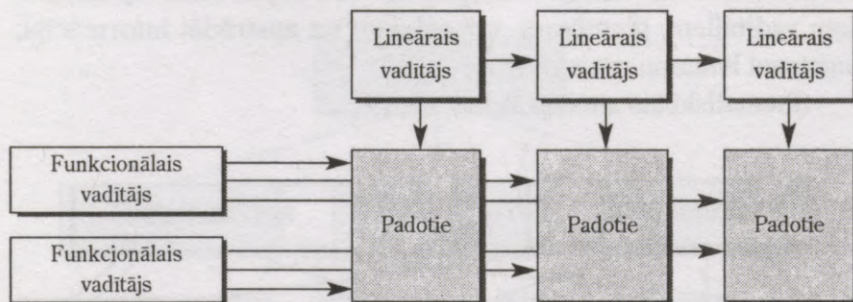 Lineārais
vadītājs
Lineārais
vadītājs
Lineārais
vadītājs
Funkcionālais
vadītājs
Funkcionālais
vadītājs
Padotie
Padotie
Padotie